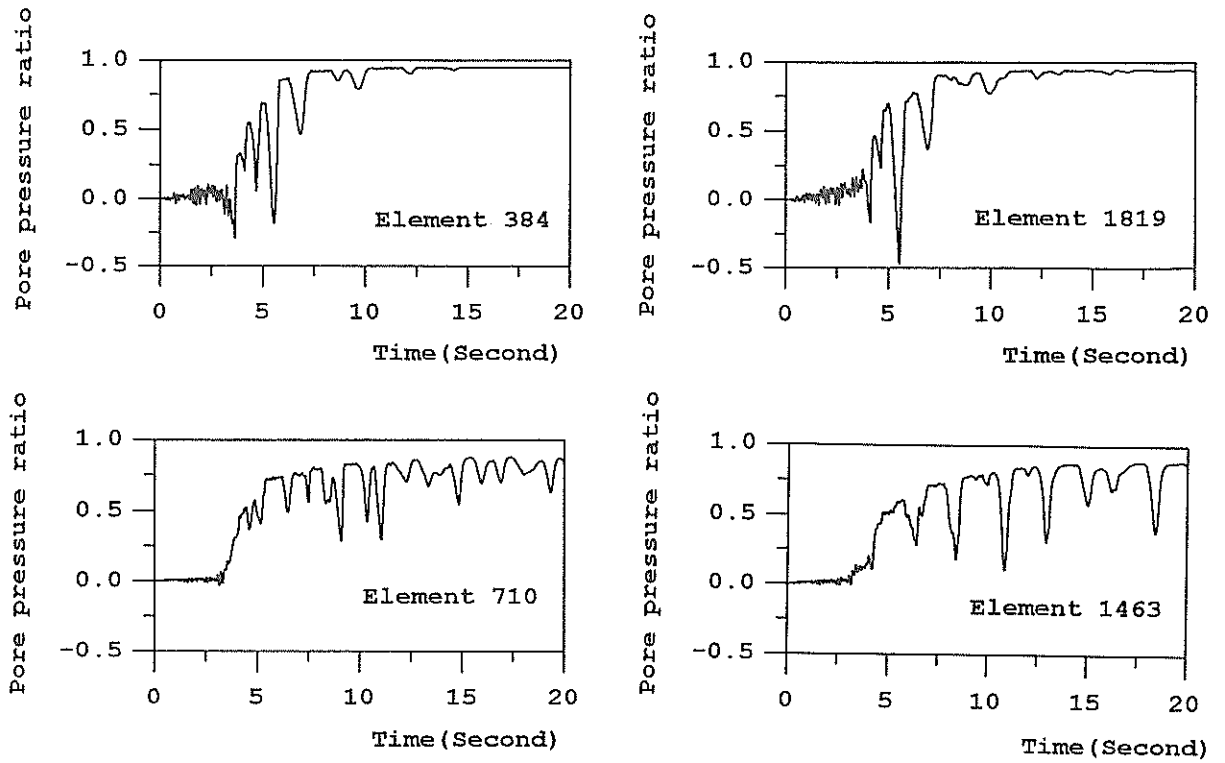 Pore pressure ratio
1.0
0.5
0.0
−0.5
Element 384
0 5 10 15 20
Time(Second)
Pore pressure ratio
1.0
0.5
0.0
−0.5
Element 1819
0 5 10 15 20
Time(Second)
Pore pressure ratio
1.0
0.5
0.0
−0.5
Element 710
0 5 10 15 20
Time(Second)
Pore pressure ratio
1.0
0.5
0.0
−0.5
Element 1463
0 5 10 15 20
Time(Second)